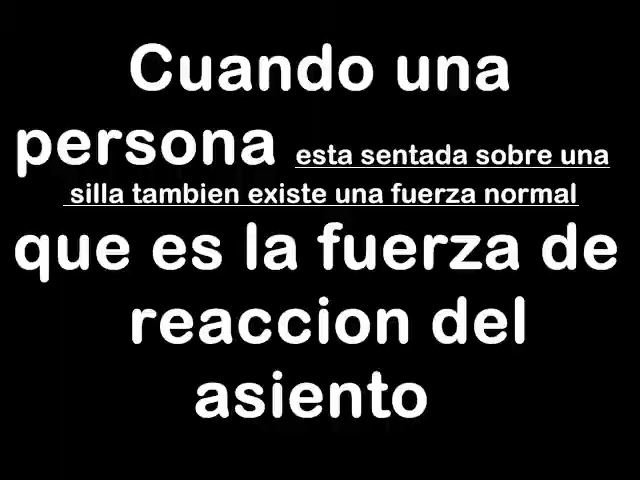 Cuando una
persona esta sentada sobre una
silla tambien existe una fuerza normal
que es la fuerza de
reaccion del
asiento